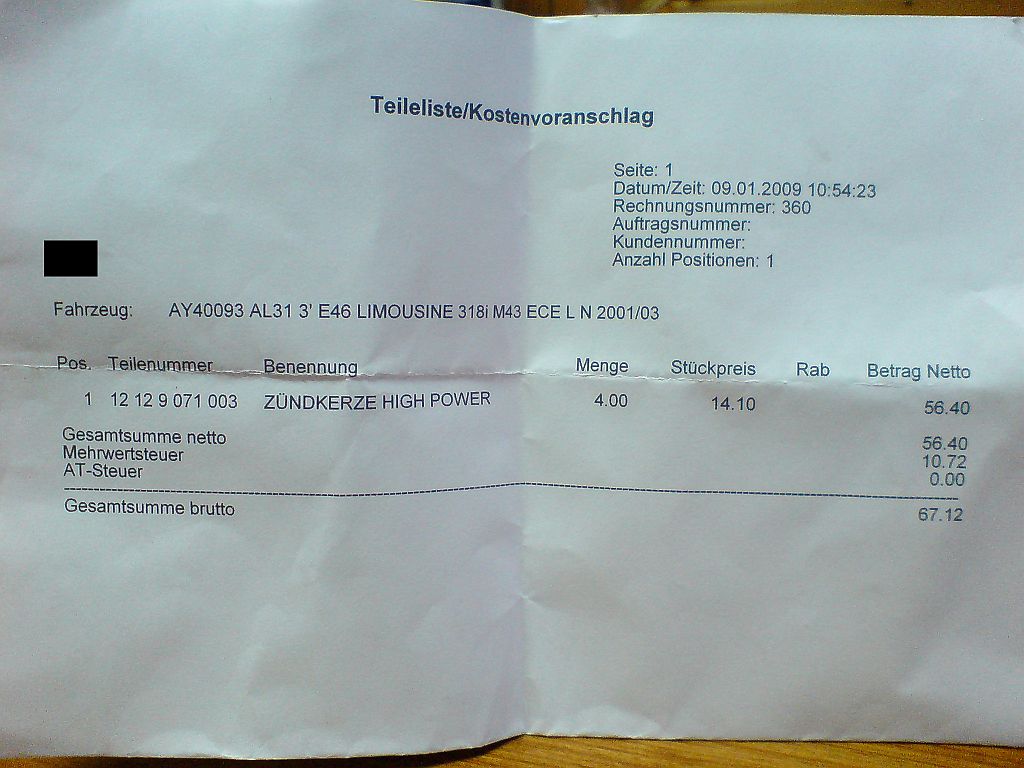 Teileliste/Kostenvoranschlag
Seite: 1
Datum/Zeit: 09.01.2009 10:54:23
Rechnungsnummer: 360
Auftragsnummer:
Kundennummer:
Anzahl Positionen: 1
Fahrzeug: AY40093 AL31 3' E46 LIMOUSINE 318i M43 ECE L N 2001/03
Pos. Teilenummer Benennung Menge Stückpreis Rab Betrag Netto
1 12 12 9 071 003 ZÜNDKERZE HIGH POWER 4.00 14.10 56.40
Gesamtsumme netto 56.40
Mehrwertsteuer 10.72
AT-Steuer 0.00
Gesamtsumme brutto 67.12